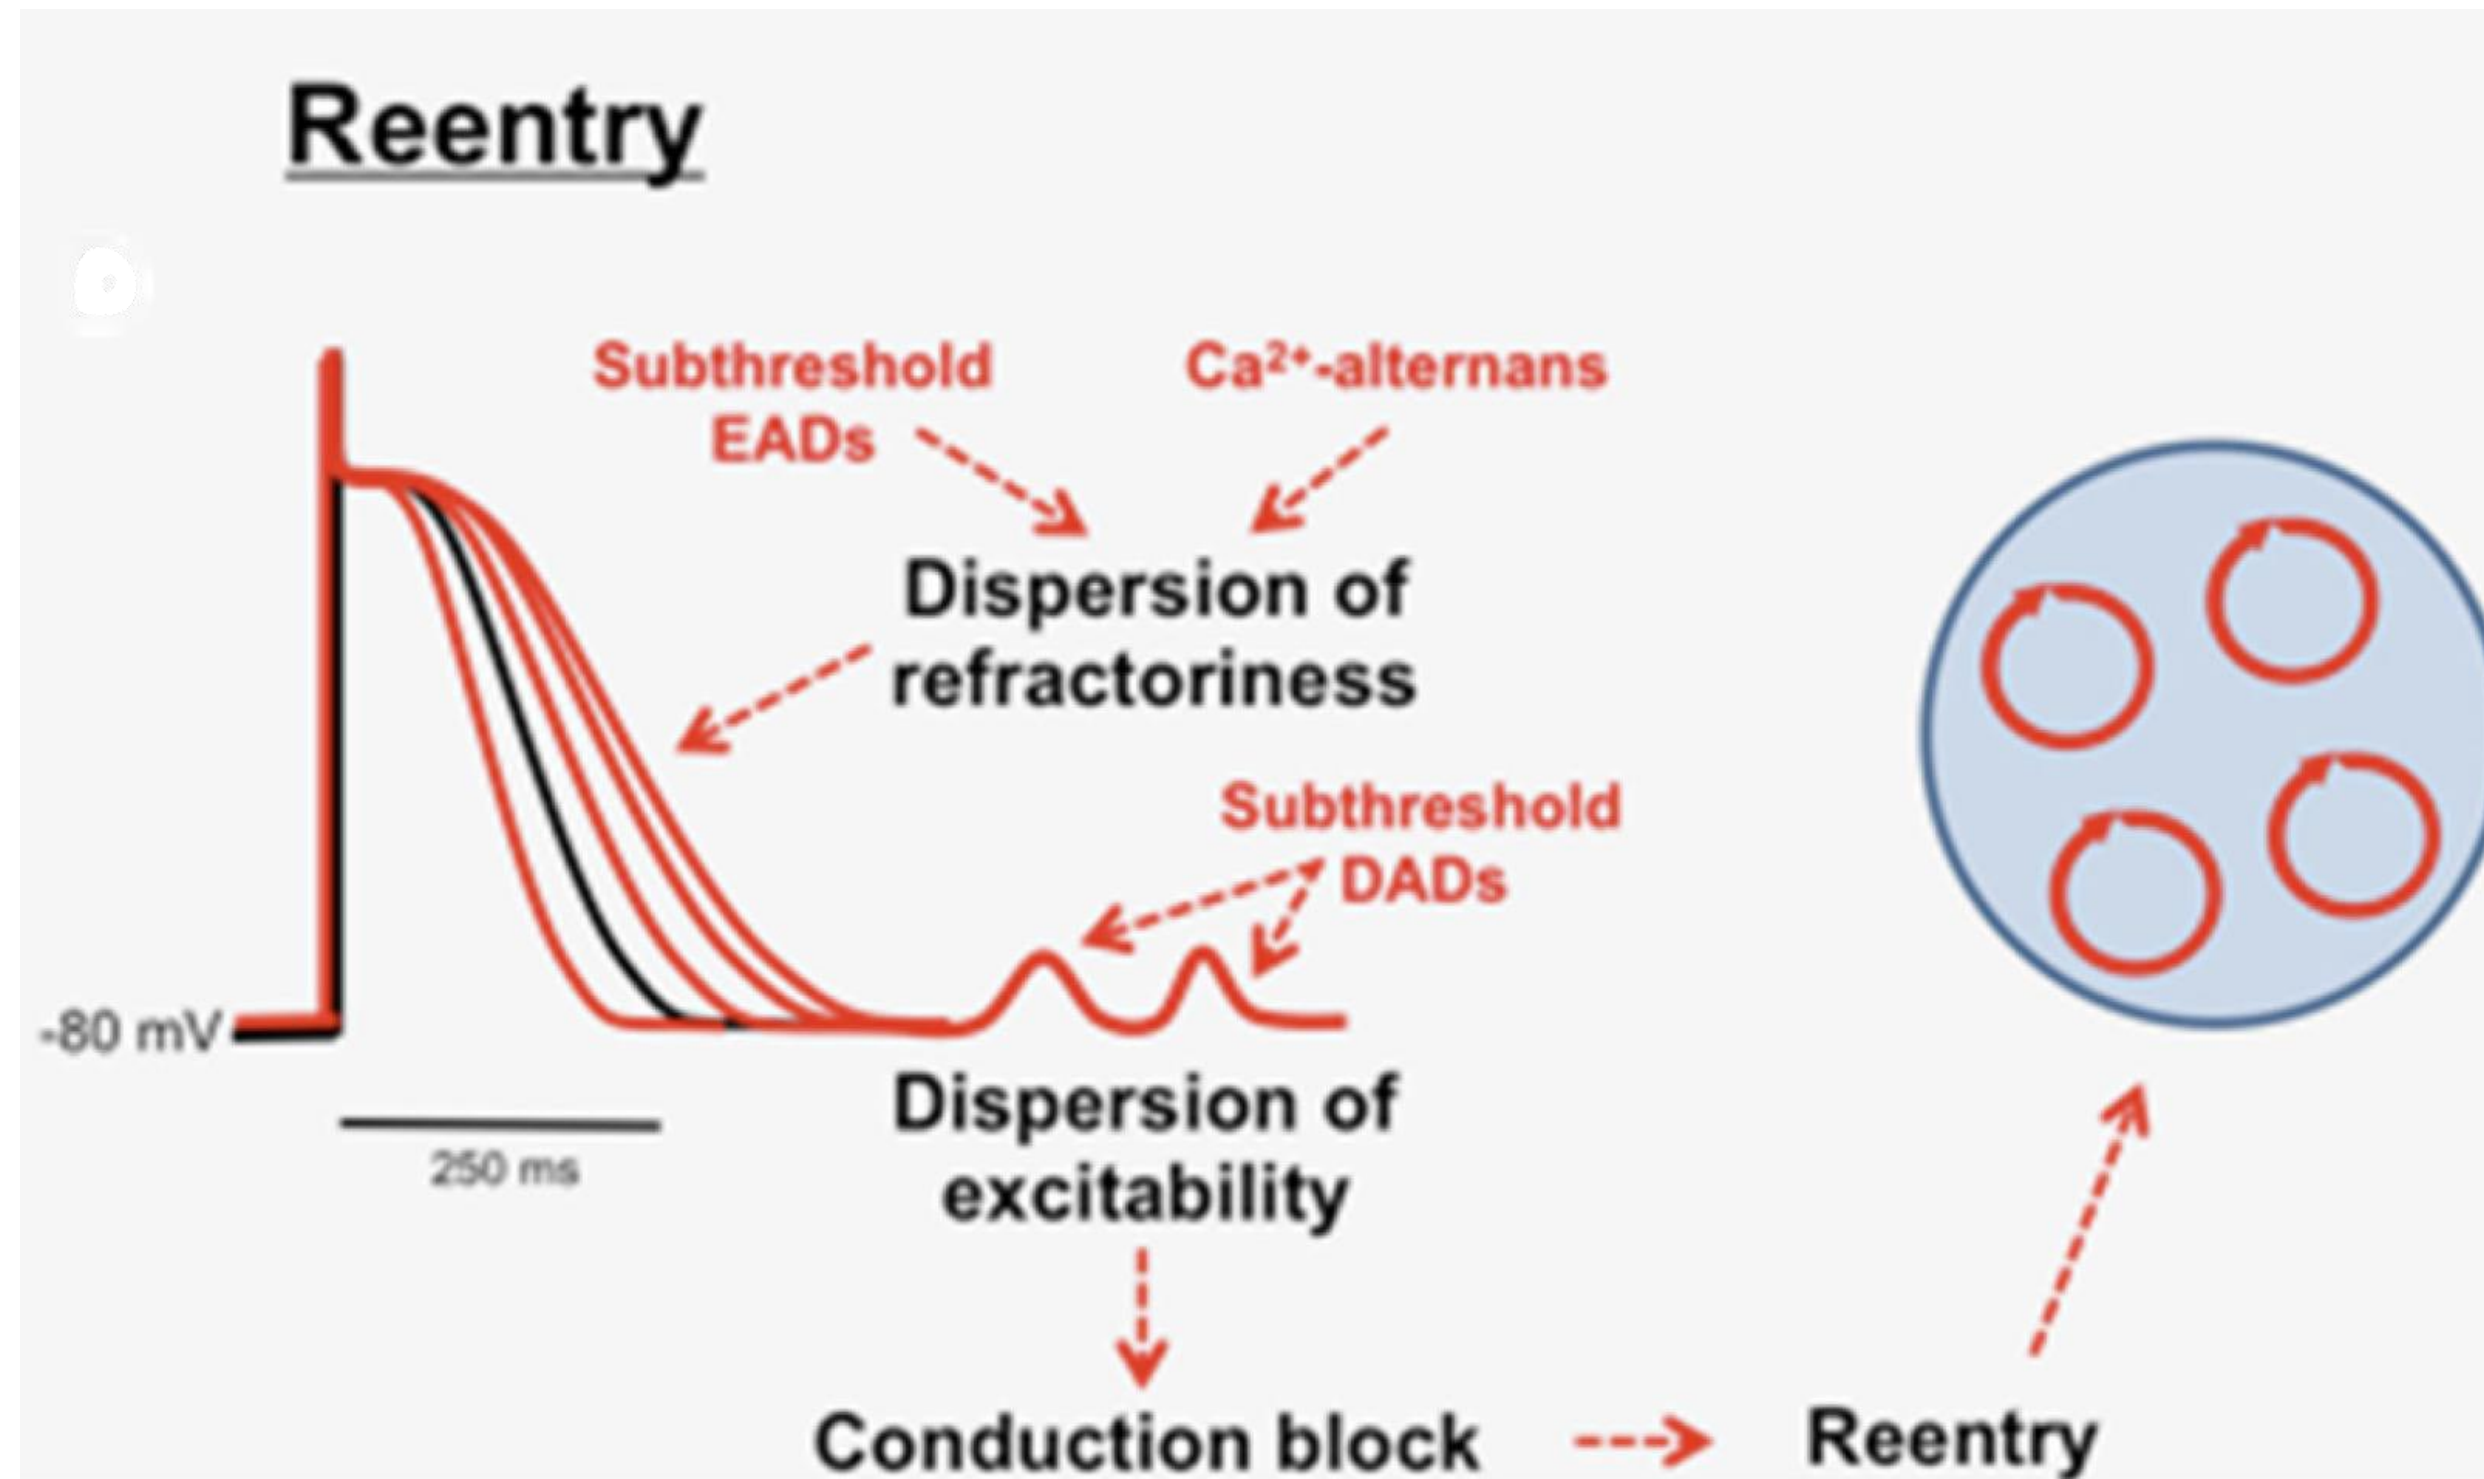 Reentry
Subthreshold
EADs
Ca²⁺-alternans
Dispersion of
refractoriness
Subthreshold
DADs
-80 mV
250 ms
Dispersion of
excitability
Conduction block
Reentry